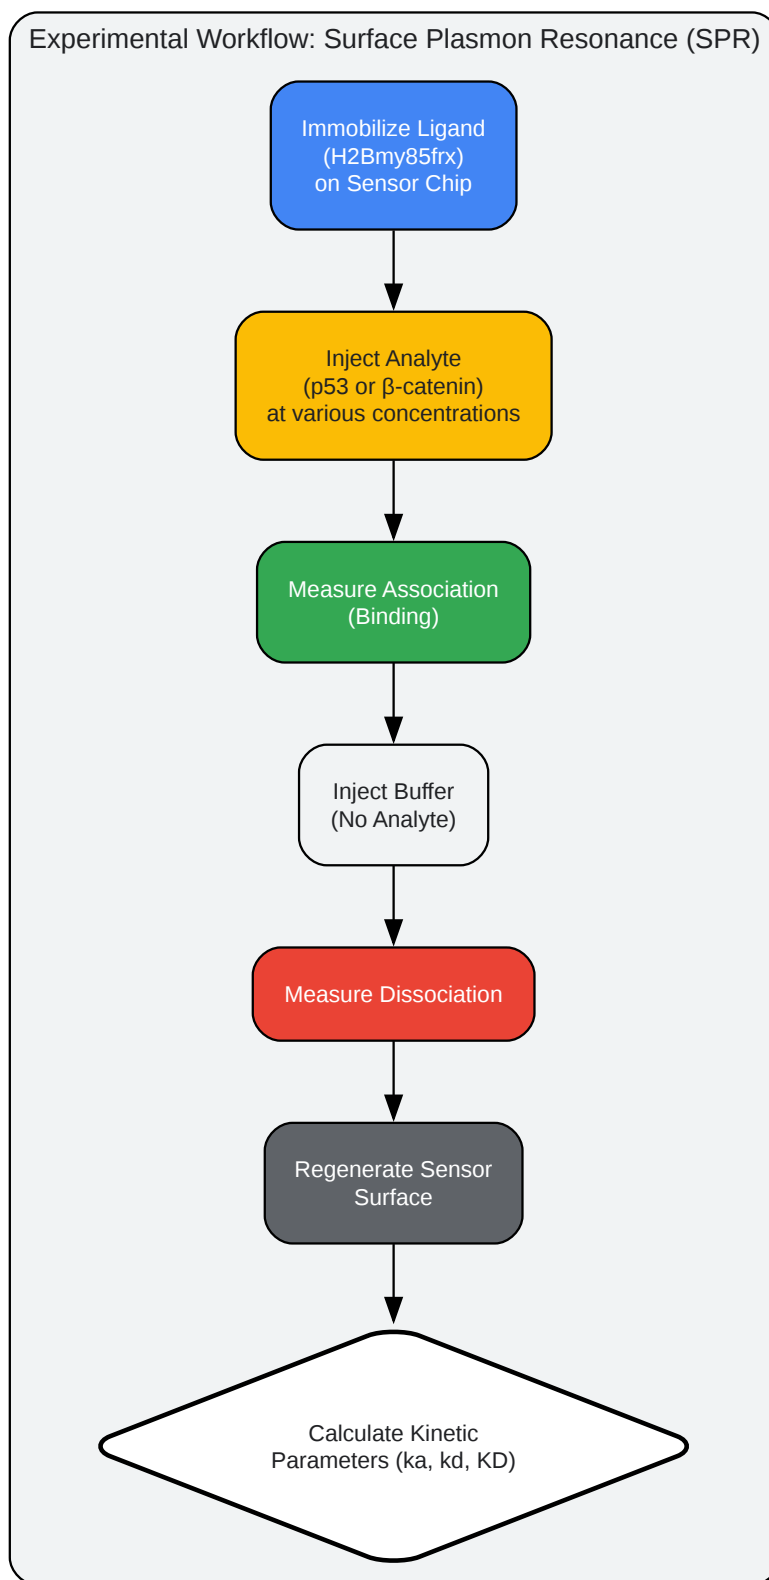 Experimental Workflow: Surface Plasmon Resonance (SPR)
Immobilize Ligand
(H2Bmy85frx)
on Sensor Chip
Inject Analyte
(p53 or β-catenin)
at various concentrations
Measure Association
(Binding)
Inject Buffer
(No Analyte)
Measure Dissociation
Regenerate Sensor
Surface
Calculate Kinetic
Parameters (ka, kd, KD)